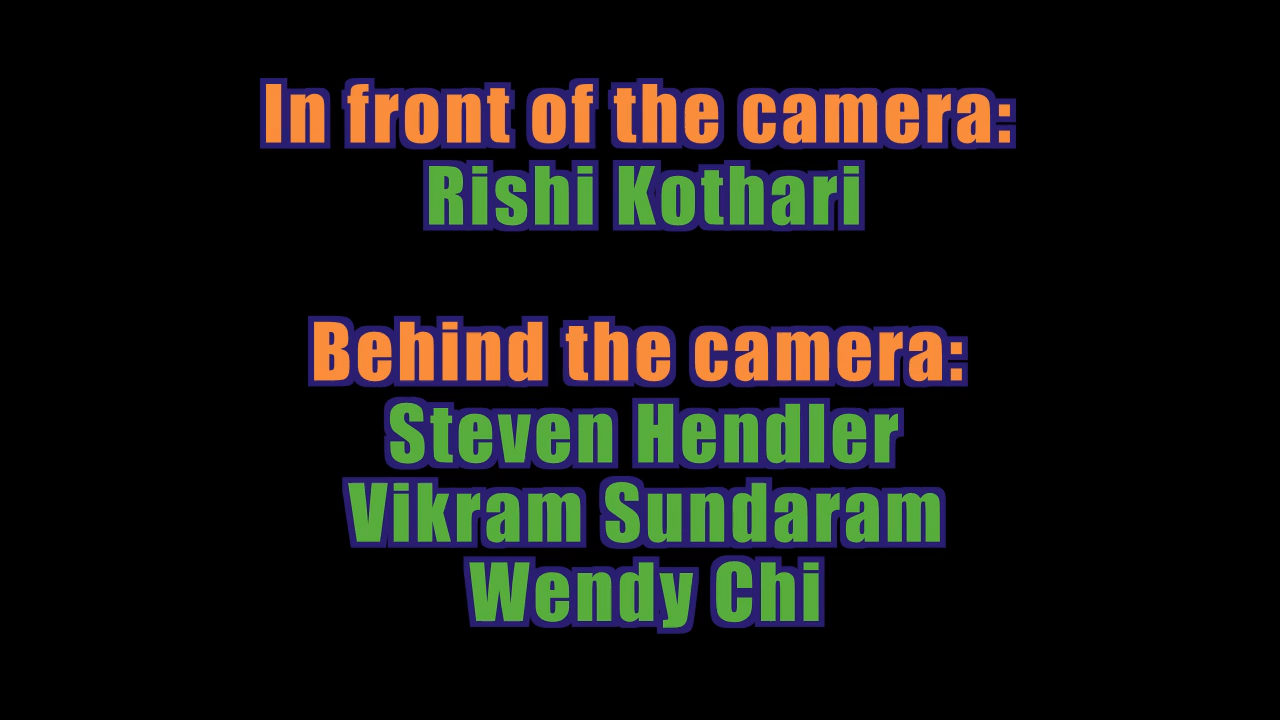 In front of the camera:
Rishi Kothari
Behind the camera:
Steven Hendler
Vikram Sundaram
Wendy Chi